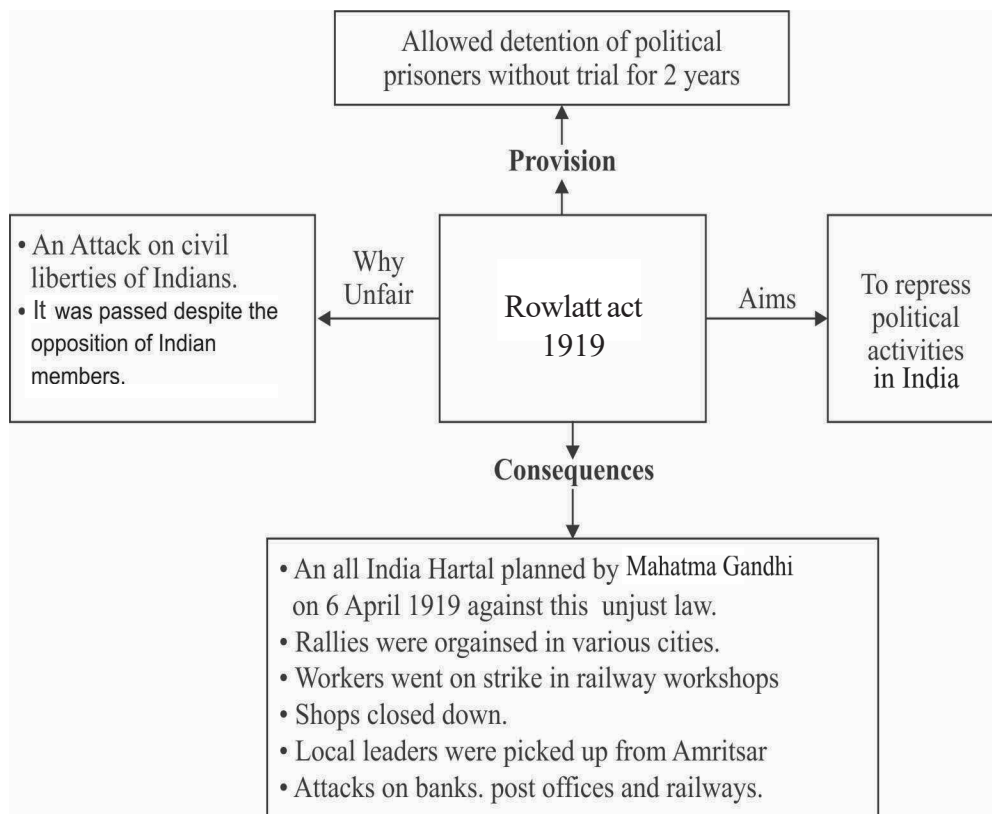 Allowed detention of political
prisoners without trial for 2 years
Provision
• An Attack on civil
liberties of Indians.
• It was passed despite the
opposition of Indian
members.
Why
Unfair
Rowlatt act
1919
Aims
To repress
political
activities
in India
Consequences
• An all India Hartal planned by Mahatma Gandhi
on 6 April 1919 against this unjust law.
• Rallies were orgainsed in various cities.
• Workers went on strike in railway workshops
• Shops closed down.
• Local leaders were picked up from Amritsar
• Attacks on banks. post offices and railways.